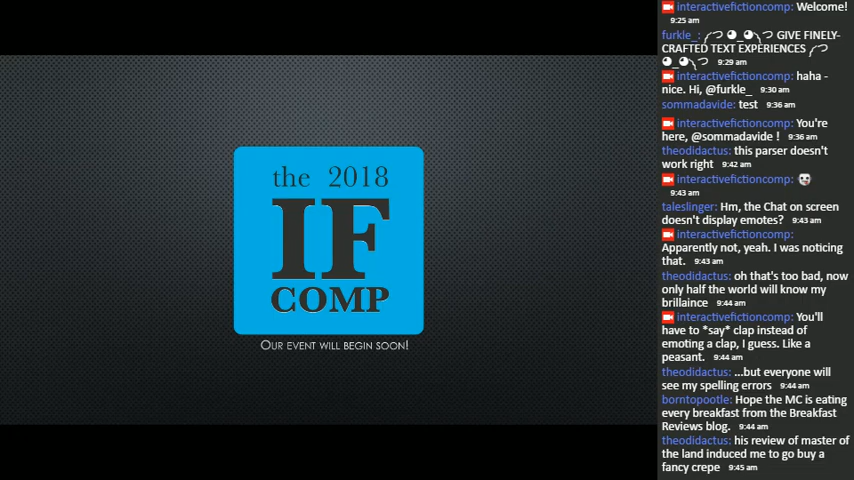 the 2018
IF
COMP
OUR EVENT WILL BEGIN SOON!
interactivefictioncomp: Welcome!
9:25 am
furkle_: ༼つ ◕_◕༽つ GIVE FINELY-
CRAFTED TEXT EXPERIENCES ༼つ
◕_◕༽つ 9:29 am
interactivefictioncomp: haha -
nice. Hi, @furkle_ 9:30 am
sommadavide: test 9:36 am
interactivefictioncomp: You're
here, @sommadavide ! 9:36 am
theodidactus: this parser doesn't
work right 9:42 am
interactivefictioncomp:
9:43 am
taleslinger: Hm, the Chat on screen
doesn't display emotes? 9:43 am
interactivefictioncomp:
Apparently not, yeah. I was noticing
that. 9:43 am
theodidactus: oh that's too bad, now
only half the world will know my
brillaince 9:44 am
interactivefictioncomp: You'll
have to *say* clap instead of
emoting a clap, I guess. Like a
peasant. 9:44 am
theodidactus: ...but everyone will
see my spelling errors 9:44 am
borntopootle: Hope the MC is eating
every breakfast from the Breakfast
Reviews blog. 9:44 am
theodidactus: his review of master of
the land induced me to go buy a
fancy crepe 9:45 am